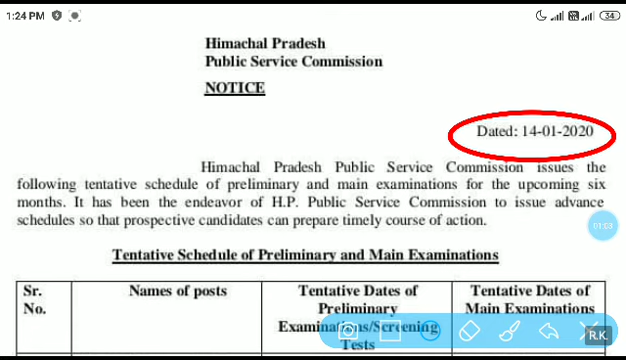 1:24 PM
34
Himachal Pradesh
Public Service Commission
NOTICE
Dated: 14-01-2020
Himachal Pradesh Public Service Commission issues the
following tentative schedule of preliminary and main examinations for the upcoming six
months. It has been the endeavor of H.P. Public Service Commission to issue advance
schedules so that prospective candidates can prepare timely course of action.
01:03
Tentative Schedule of Preliminary and Main Examinations
Sr. No.
Names of posts
Tentative Dates of
Preliminary
Examinations/Screening
Tests
Tentative Dates of
Main Examinations
R.K.